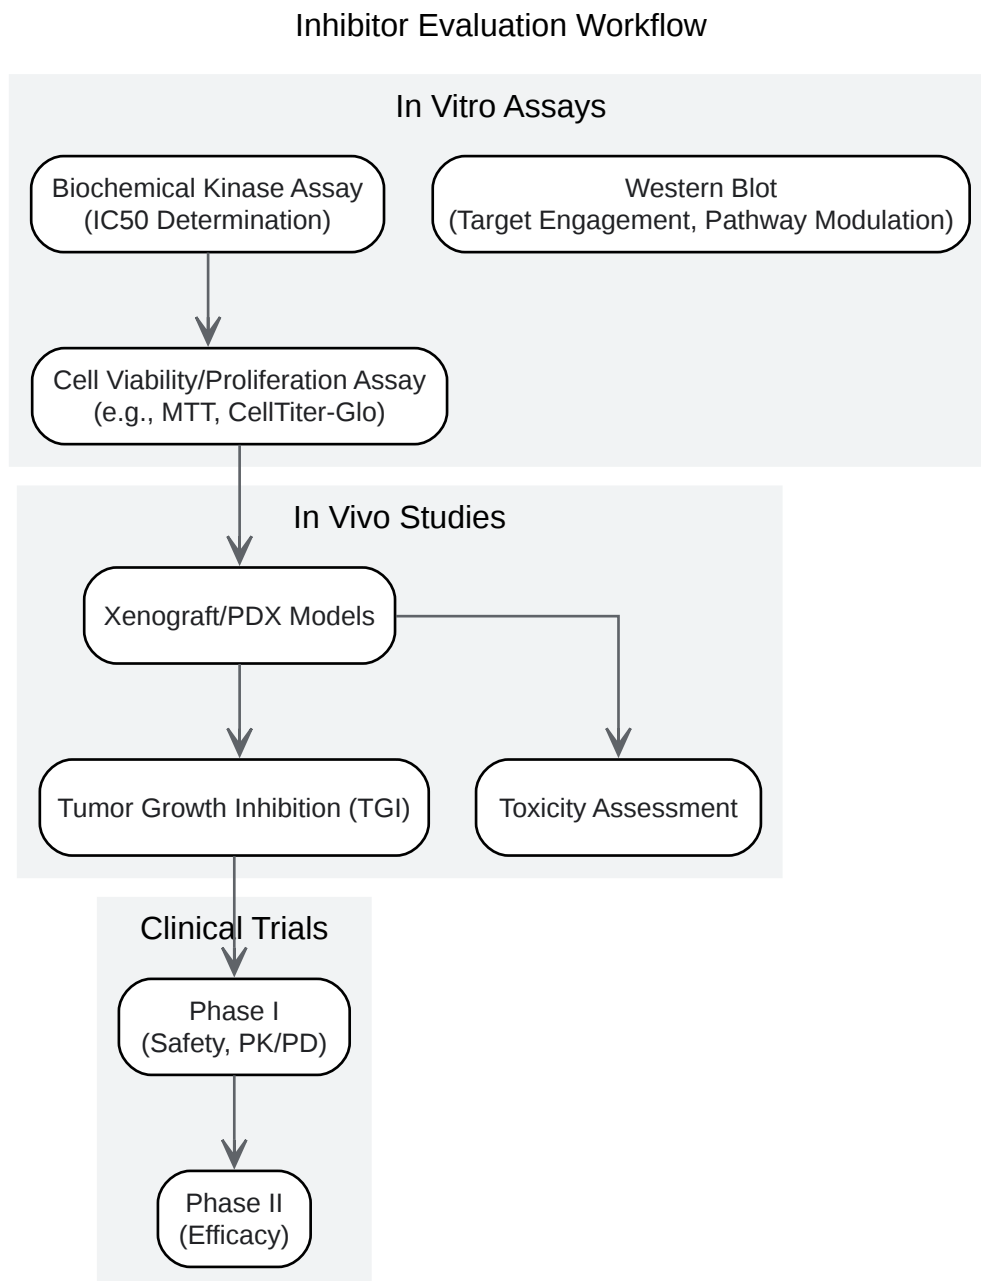 Inhibitor Evaluation Workflow
In Vitro Assays
Biochemical Kinase Assay
(IC50 Determination)
Western Blot
(Target Engagement, Pathway Modulation)
Cell Viability/Proliferation Assay
(e.g., MTT, CellTiter-Glo)
In Vivo Studies
Xenograft/PDX Models
Tumor Growth Inhibition (TGI)
Toxicity Assessment
Clinical Trials
Phase I
(Safety, PK/PD)
Phase II
(Efficacy)